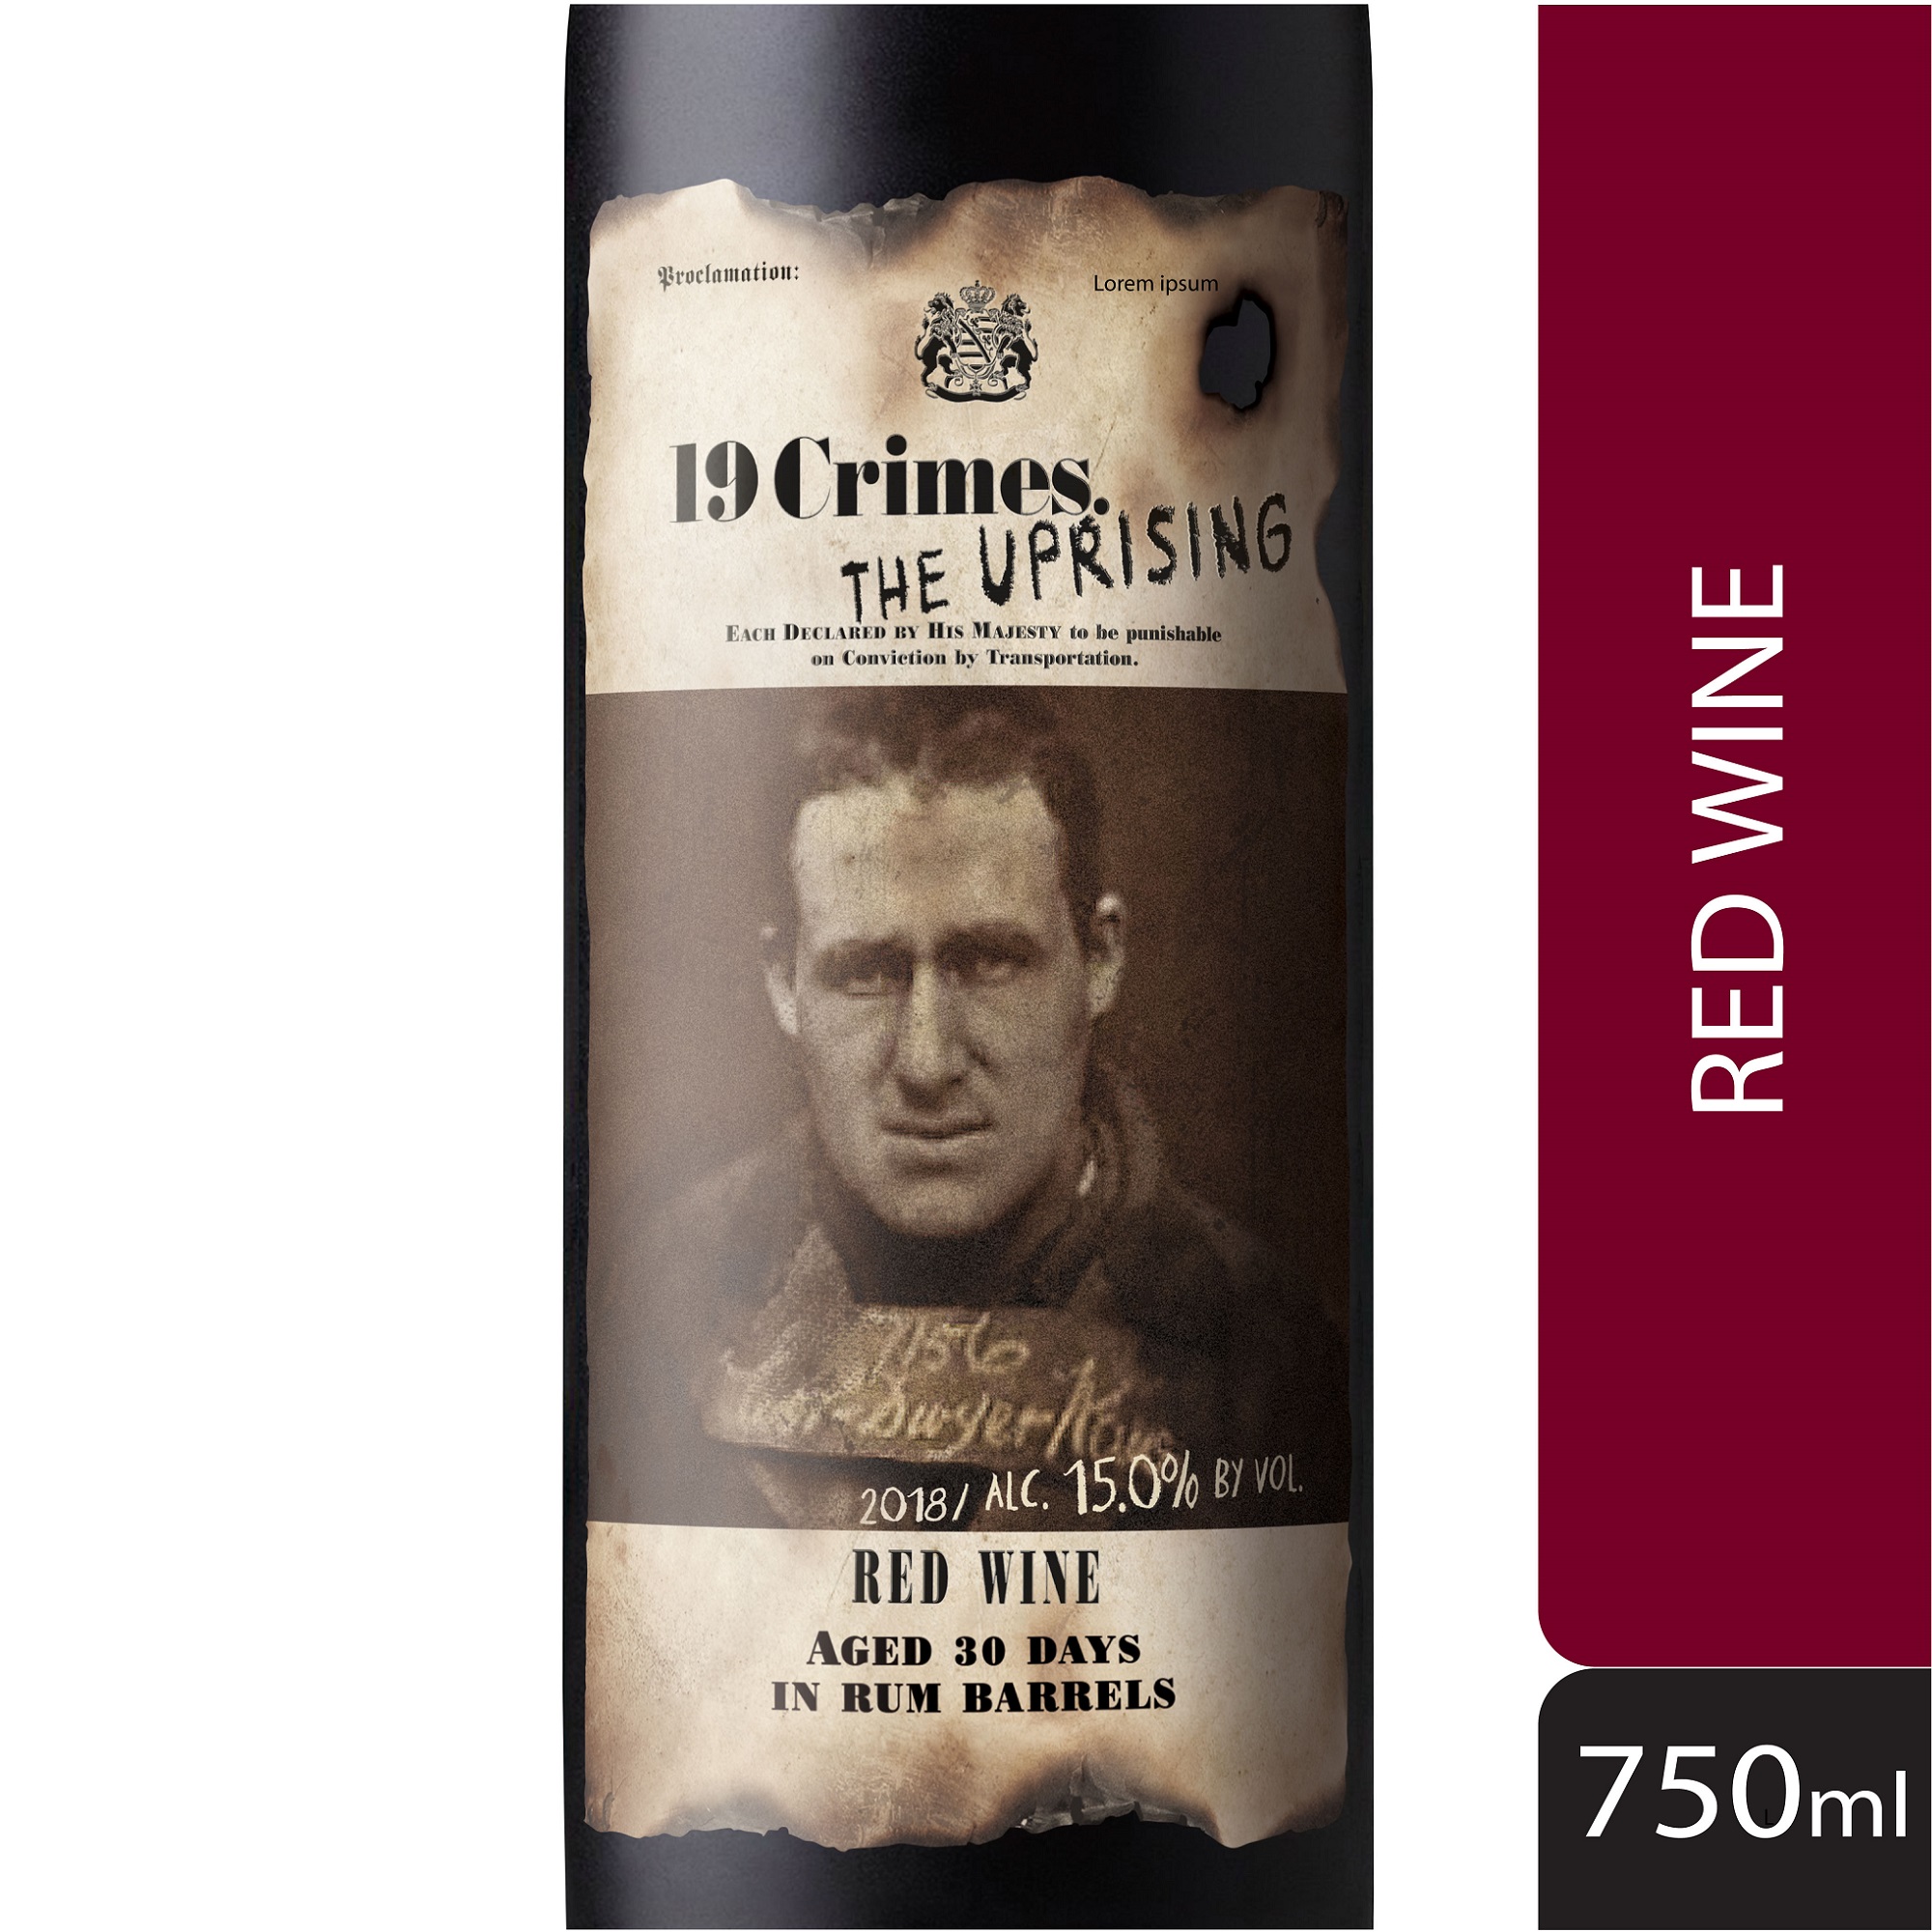 Proclamation:
Lorem ipsum
19 Crimes.
THE UPRISING
EACH DECLARED BY HIS MAJESTY to be punishable
on Conviction by Transportation.
Dwyer
2018/ ALC. 15.0% BY VOL.
RED WINE
AGED 30 DAYS
IN RUM BARRELS
RED WINE
750ml